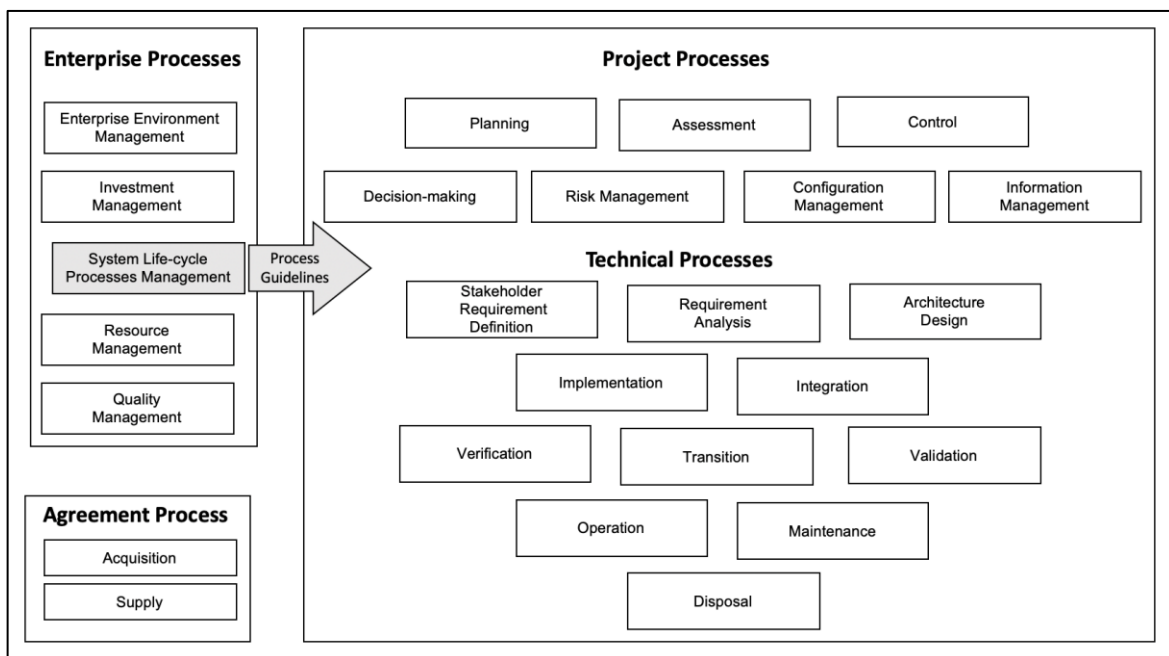 Enterprise Processes
Enterprise Environment
Management
Investment
Management
System Life-cycle
Processes Management
Resource
Management
Quality
Management
Agreement Process
Acquisition
Supply
Process
Guidelines
Project Processes
Planning
Assessment
Control
Decision-making
Risk Management
Configuration
Management
Information
Management
Technical Processes
Stakeholder
Requirement
Definition
Requirement
Analysis
Architecture
Design
Implementation
Integration
Verification
Transition
Validation
Operation
Maintenance
Disposal